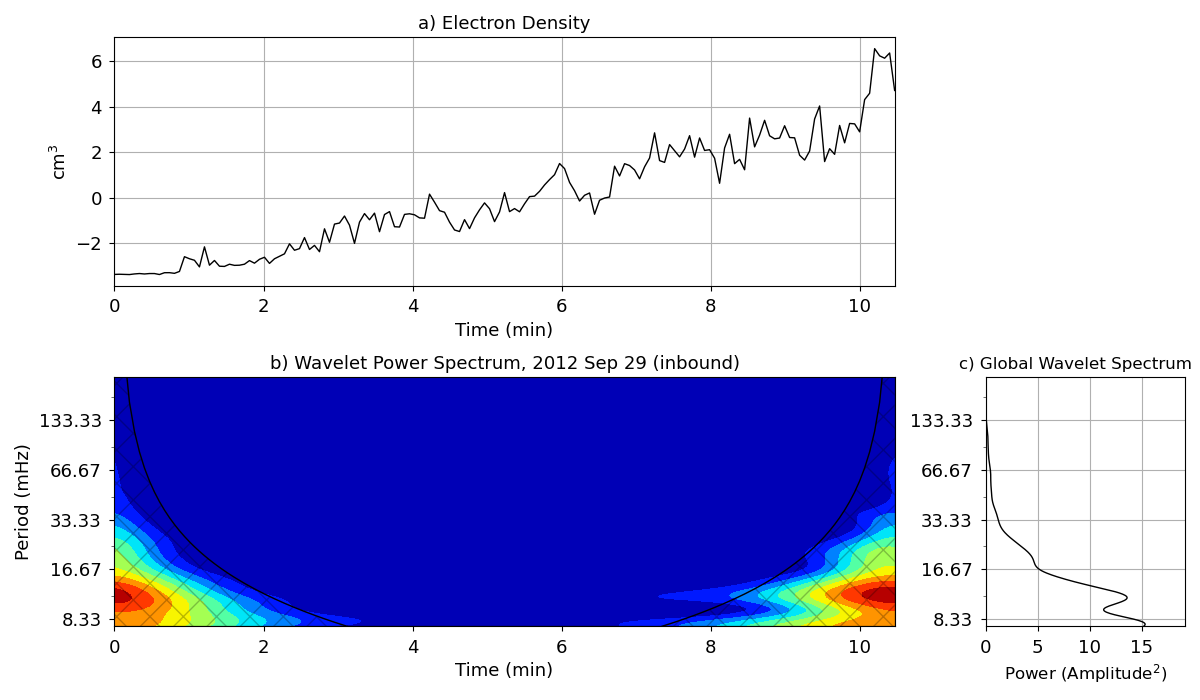 a) Electron Density
cm³
6
4
2
0
−2
0 2 4 6 8 10
Time (min)
b) Wavelet Power Spectrum, 2012 Sep 29 (inbound)
Period (mHz)
133.33
66.67
33.33
16.67
8.33
0 2 4 6 8 10
Time (min)
c) Global Wavelet Spectrum
133.33
66.67
33.33
16.67
8.33
0 5 10 15
Power (Amplitude²)